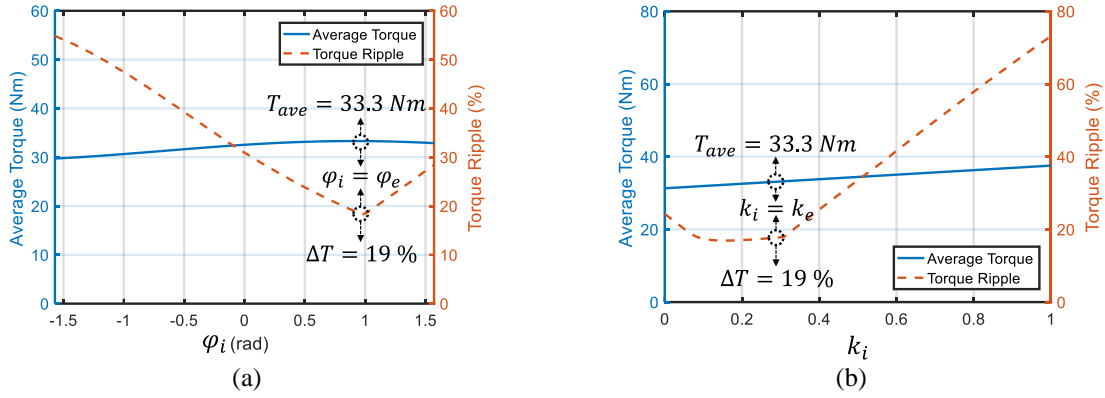 60
50
40
30
20
10
0
Average Torque (Nm)
Average Torque
Torque Ripple
T_ave = 33.3 Nm
φ_i = φ_e
ΔT = 19 %
60
50
40
30
20
10
0
Torque Ripple (%)
-1.5 -1 -0.5 0 0.5 1 1.5
φ_i (rad)
(a)
80
60
40
20
0
Average Torque (Nm)
T_ave = 33.3 Nm
k_i = k_e
ΔT = 19 %
Average Torque
Torque Ripple
80
60
40
20
0
Torque Ripple (%)
0 0.2 0.4 0.6 0.8 1
k_i
(b)